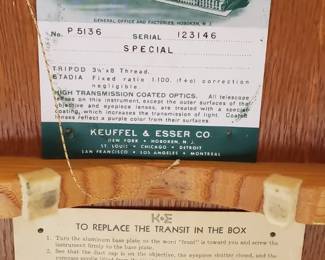 GENERAL OFFICE AND FACTORIES, HOBOKEN, N. J.
No. P 5136 SERIAL 123146
SPECIAL
TRIPOD 3½"x8 Thread.
STADIA Fixed ratio 1:100, (f+c) correction
negligible.
HIGH TRANSMISSION COATED OPTICS. All telescope
lenses on this instrument, except the outer surfaces of the
objective and eyepiece lenses, are treated with a special
coating, which increases the transmission of light. Coated
lenses reflect a purple color from their surfaces.
KEUFFEL & ESSER CO.
NEW YORK • HOBOKEN, N. J.
ST. LOUIS • CHICAGO • DETROIT
SAN FRANCISCO • LOS ANGELES • MONTREAL
K&E
TO REPLACE THE TRANSIT IN THE BOX
1. Turn the aluminum base plate so the word "front" is toward you and screw the
instrument firmly to the base plate.
2. See that the dust cap is on the objective, the eyepiece shutter closed, and the